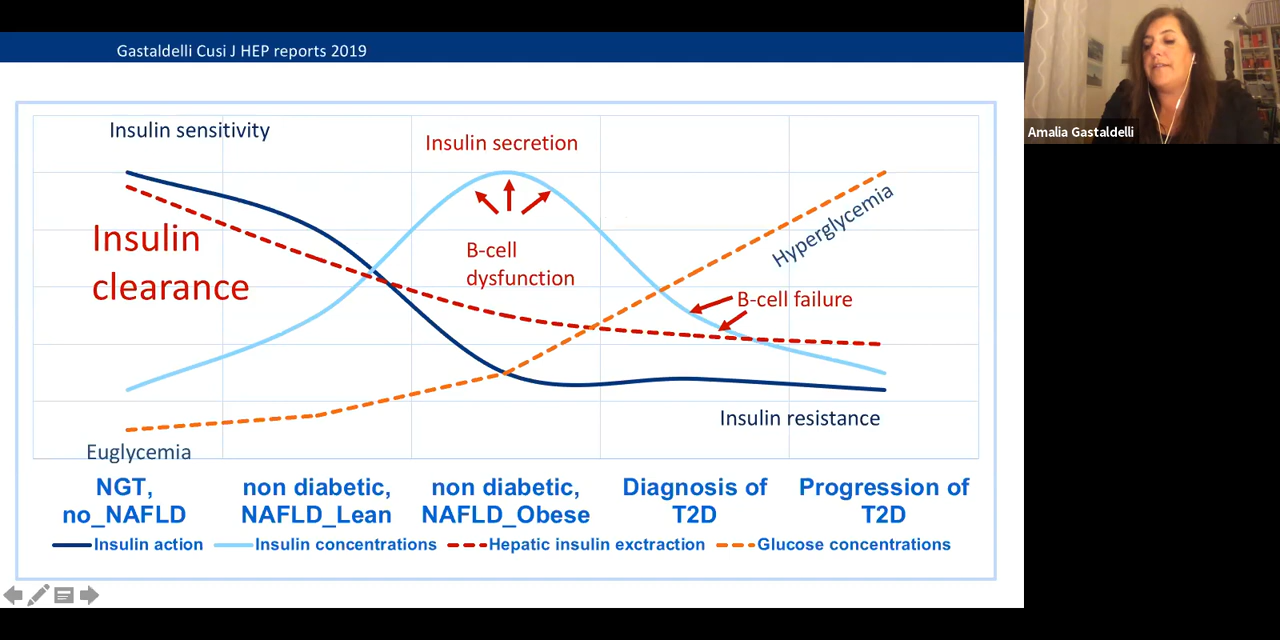 Gastaldelli Cusi J HEP reports 2019
Amalia Gastaldelli
Insulin sensitivity
Insulin secretion
Insulin
clearance
B-cell
dysfunction
Hyperglycemia
B-cell failure
Insulin resistance
Euglycemia
NGT,
no_NAFLD
non diabetic,
NAFLD_Lean
non diabetic,
NAFLD_Obese
Diagnosis of
T2D
Progression of
T2D
Insulin action
Insulin concentrations
Hepatic insulin exctraction
Glucose concentrations